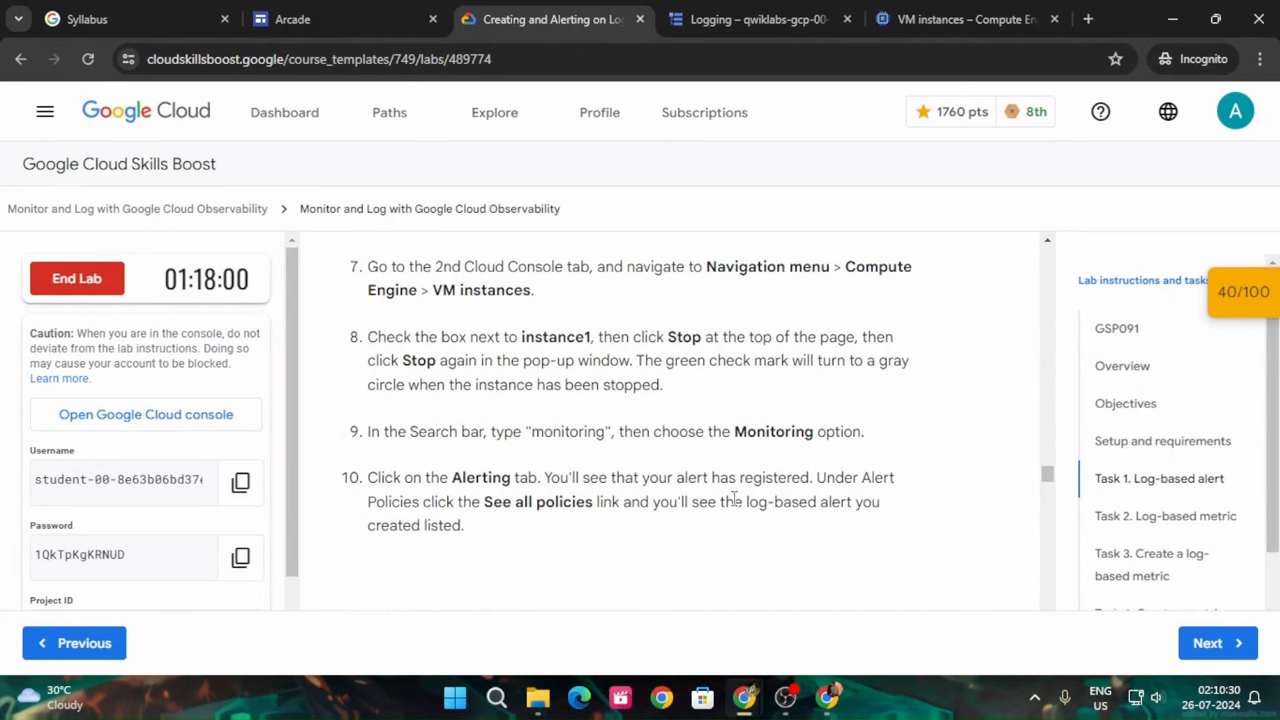 Syllabus
Arcade
Creating and Alerting on Lo
Logging – qwiklabs-gcp-00-
VM instances – Compute En
cloudskillsboost.google/course_templates/749/labs/489774
Incognito
Google Cloud
Dashboard
Paths
Explore
Profile
Subscriptions
1760 pts
8th
A
Google Cloud Skills Boost
Monitor and Log with Google Cloud Observability > Monitor and Log with Google Cloud Observability
End Lab
01:18:00
Caution: When you are in the console, do not
deviate from the lab instructions. Doing so
may cause your account to be blocked.
Learn more.
Open Google Cloud console
Username
student-00-8e63b06bd37
Password
1QkTpKgKRNUD
Project ID
7. Go to the 2nd Cloud Console tab, and navigate to Navigation menu > Compute
Engine > VM instances.
8. Check the box next to instance1, then click Stop at the top of the page, then
click Stop again in the pop-up window. The green check mark will turn to a gray
circle when the instance has been stopped.
9. In the Search bar, type "monitoring", then choose the Monitoring option.
10. Click on the Alerting tab. You'll see that your alert has registered. Under Alert
Policies click the See all policies link and you'll see the log-based alert you
created listed.
Lab instructions and tasks
40/100
GSP091
Overview
Objectives
Setup and requirements
Task 1. Log-based alert
Task 2. Log-based metric
Task 3. Create a log-
based metric
Previous
Next
30°C
Cloudy
ENG
US
02:10:30
26-07-2024